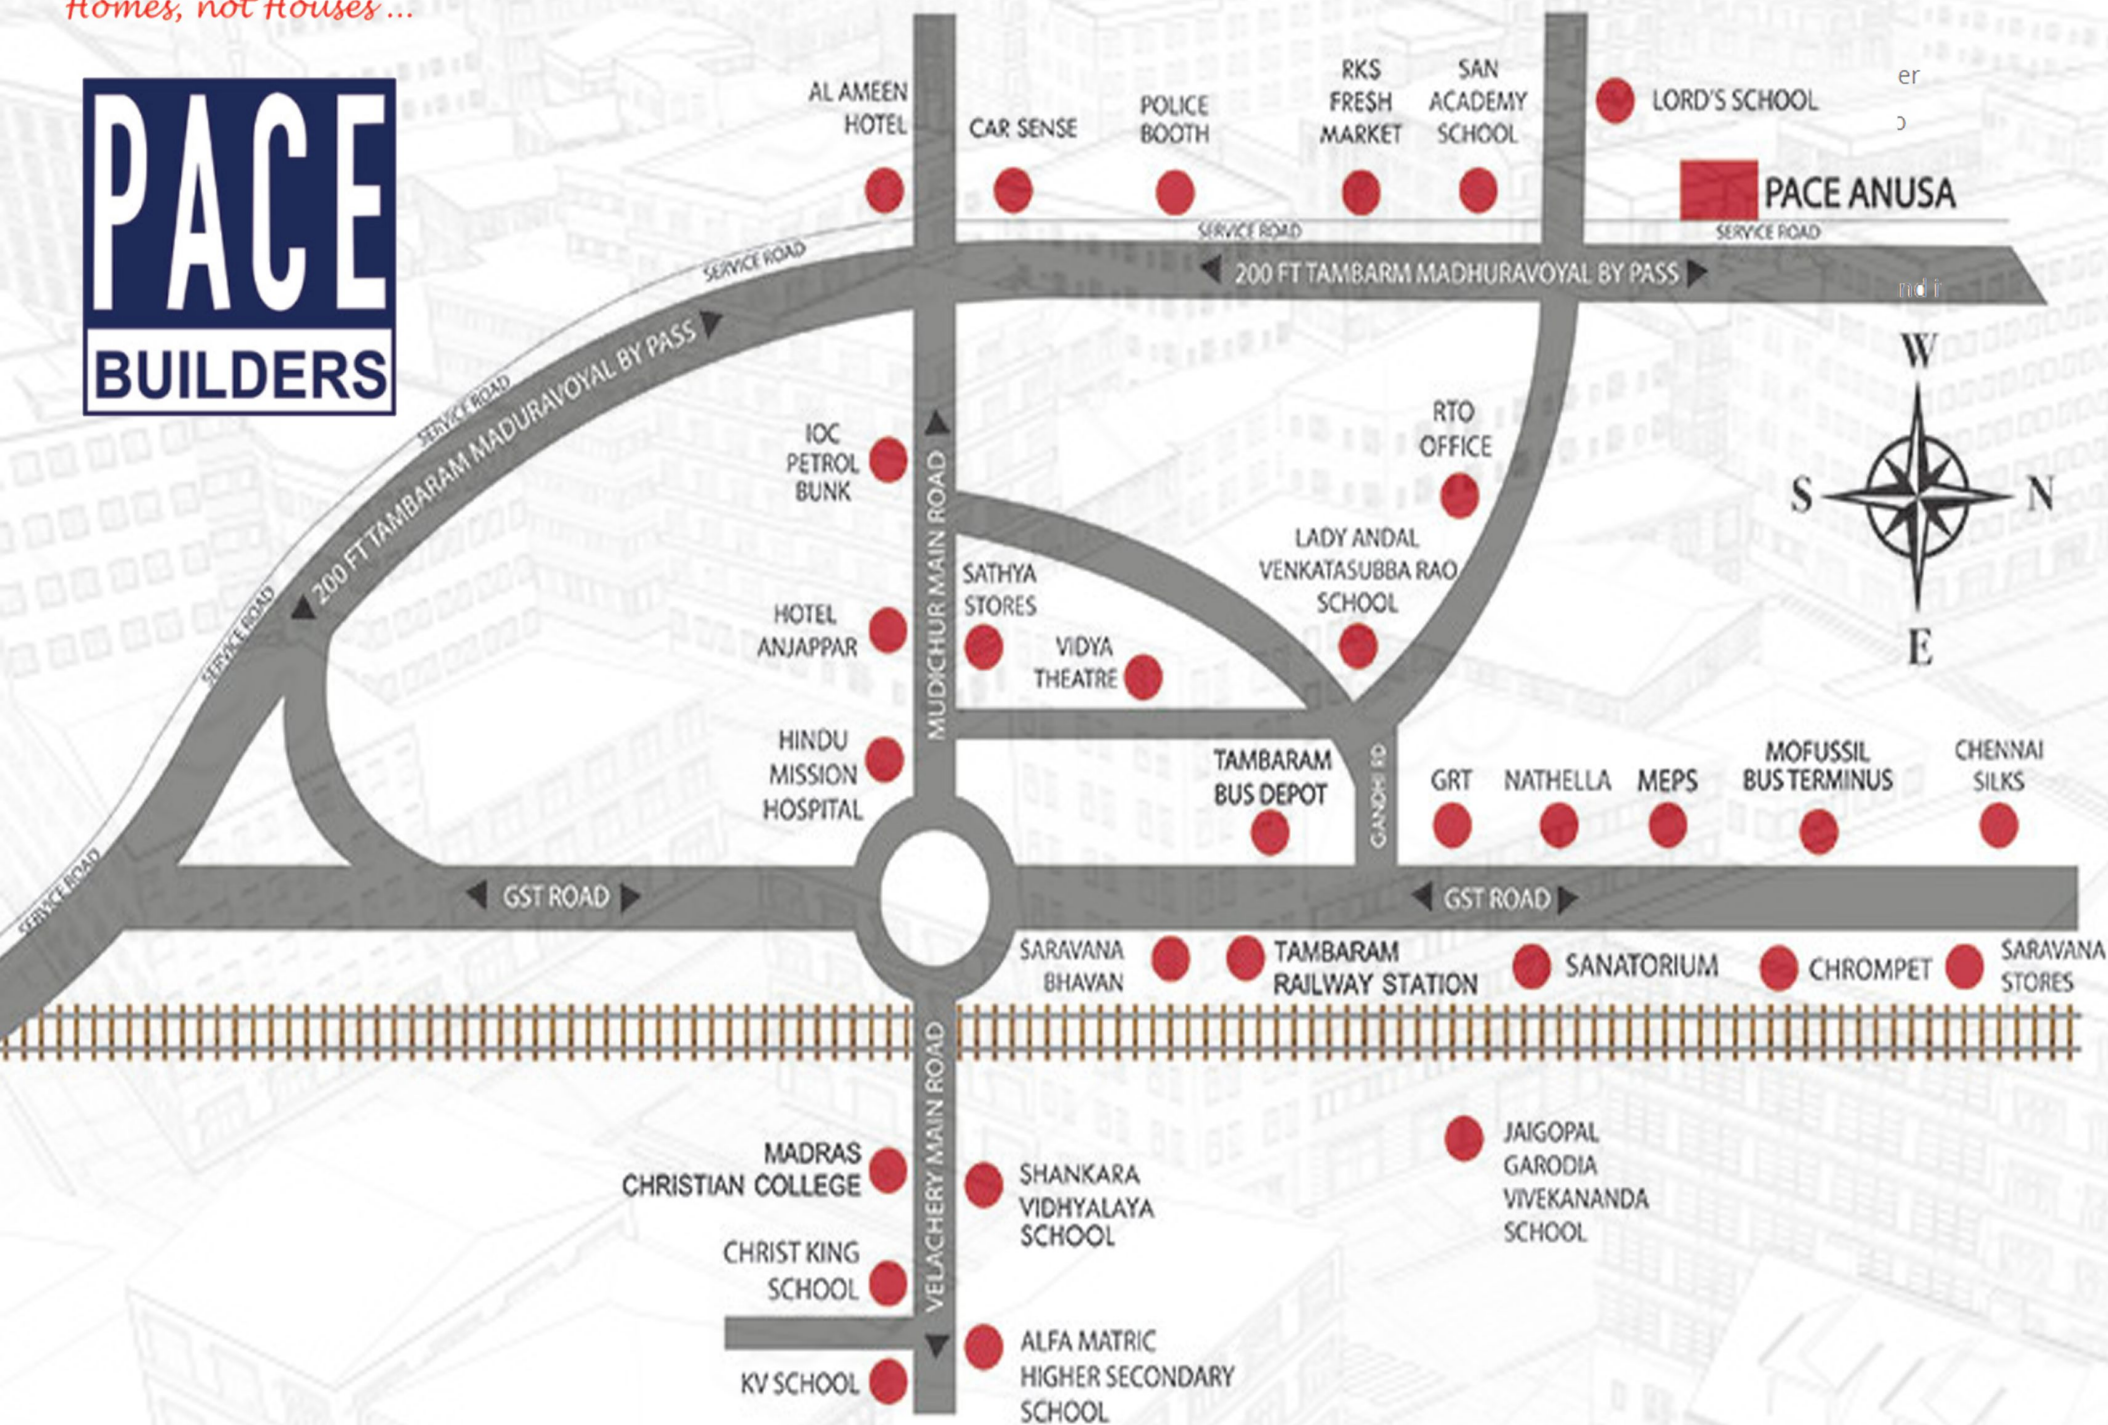 Homes, not Houses ...
PACE
BUILDERS
AL AMEEN
HOTEL
CAR SENSE
POLICE
BOOTH
RKS
FRESH
MARKET
SAN
ACADEMY
SCHOOL
LORD'S SCHOOL
er
PACE ANUSA
SERVICE ROAD
SERVICE ROAD
SERVICE ROAD
200 FT TAMBARM MADHURAVOYAL BY PASS
nd i
SERVICE ROAD
200 FT TAMBARAM MADURAVOYAL BY PASS
SERVICE ROAD
SERVICE ROAD
W
S
N
E
IOC
PETROL
BUNK
MUDICHUR MAIN ROAD
RTO
OFFICE
LADY ANDAL
VENKATASUBBA RAO
SCHOOL
SATHYA
STORES
HOTEL
ANJAPPAR
VIDYA
THEATRE
HINDU
MISSION
HOSPITAL
TAMBARAM
BUS DEPOT
GANDHI RD
GRT
NATHELLA
MEPS
MOFUSSIL
BUS TERMINUS
CHENNAI
SILKS
GST ROAD
GST ROAD
SARAVANA
BHAVAN
TAMBARAM
RAILWAY STATION
SANATORIUM
CHROMPET
SARAVANA
STORES
VELACHERY MAIN ROAD
MADRAS
CHRISTIAN COLLEGE
SHANKARA
VIDHYALAYA
SCHOOL
JAIGOPAL
GARODIA
VIVEKANANDA
SCHOOL
CHRIST KING
SCHOOL
KV SCHOOL
ALFA MATRIC
HIGHER SECONDARY
SCHOOL